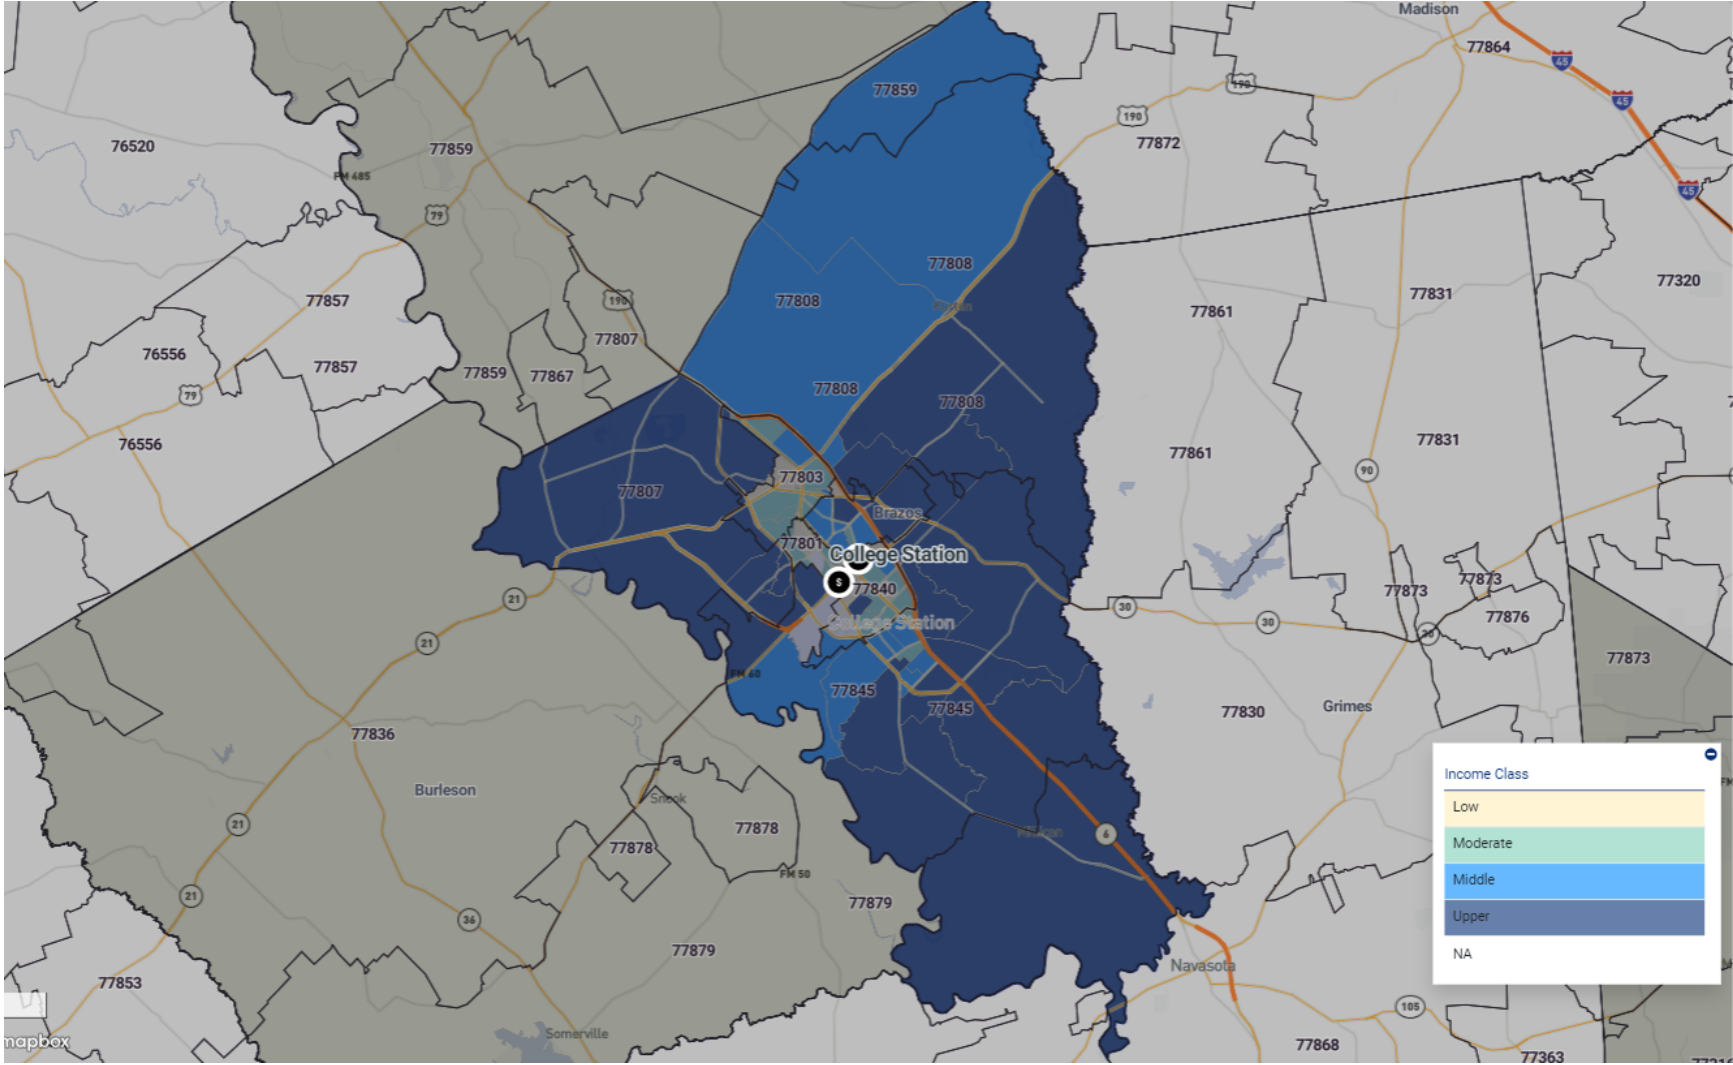 Madison
77864
45
77859
190
45
190
76520
77859
77872
FM 485
45
79
77808
77320
77831
77857
77808
190
77861
77807
76556
77857
77859
77867
77808
79
77808
76556
77831
77861
90
77803
77807
Brazos
77801
College Station
S
77840
77873
77873
21
30
77876
30
College Station
21
77873
FM 60
77845
77845
Grimes
77830
77836
Burleson
Snook
21
77878
6
77878
FM 50
21
77879
36
77879
Navasota
77853
105
Somerville
mapbox
77868
77363
Income Class
Low
Moderate
Middle
Upper
NA